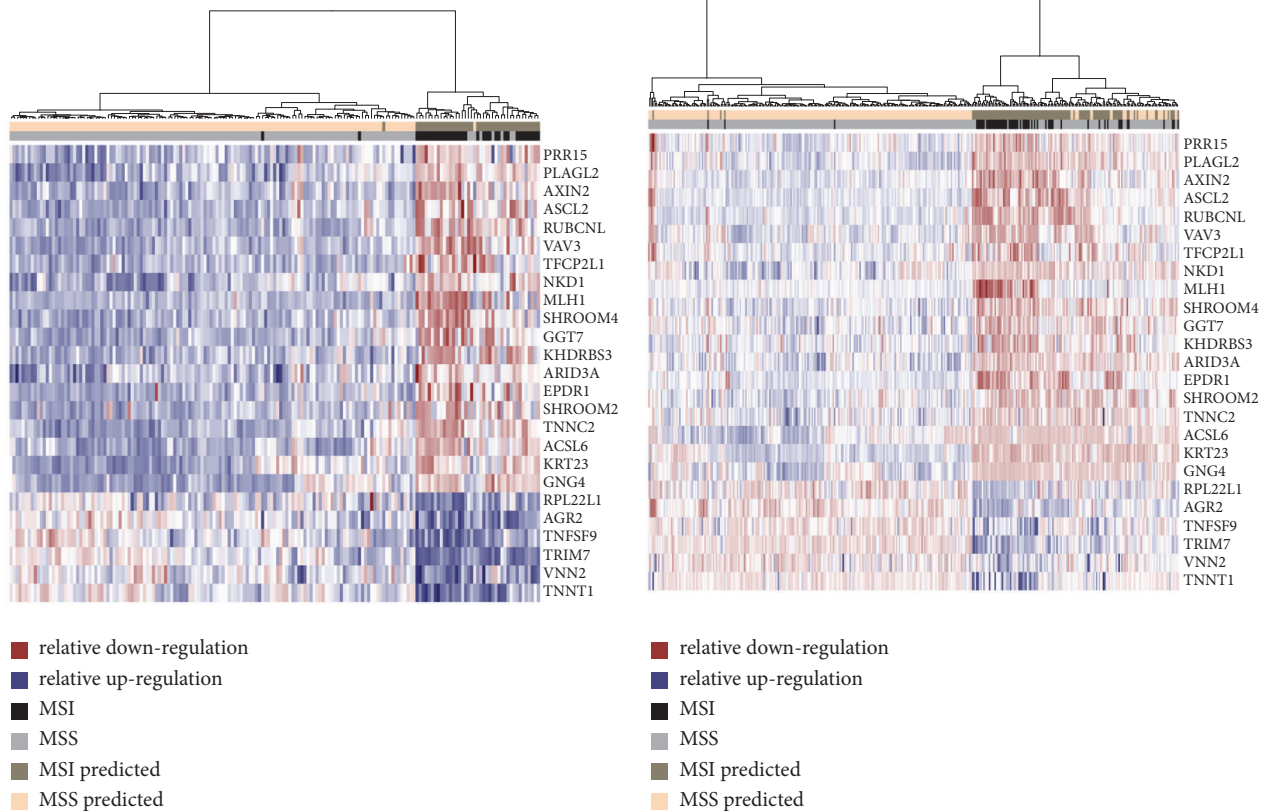 PRR15
PLAGL2
AXIN2
ASCL2
RUBCNL
VAV3
TFCP2L1
NKD1
MLH1
SHROOM4
GGT7
KHDRBS3
ARID3A
EPDR1
SHROOM2
TNNC2
ACSL6
KRT23
GNG4
RPL22L1
AGR2
TNFSF9
TRIM7
VNN2
TNNT1
relative down-regulation
relative up-regulation
MSI
MSS
MSI predicted
MSS predicted
PRR15
PLAGL2
AXIN2
ASCL2
RUBCNL
VAV3
TFCP2L1
NKD1
MLH1
SHROOM4
GGT7
KHDRBS3
ARID3A
EPDR1
SHROOM2
TNNC2
ACSL6
KRT23
GNG4
RPL22L1
AGR2
TNFSF9
TRIM7
VNN2
TNNT1
relative down-regulation
relative up-regulation
MSI
MSS
MSI predicted
MSS predicted